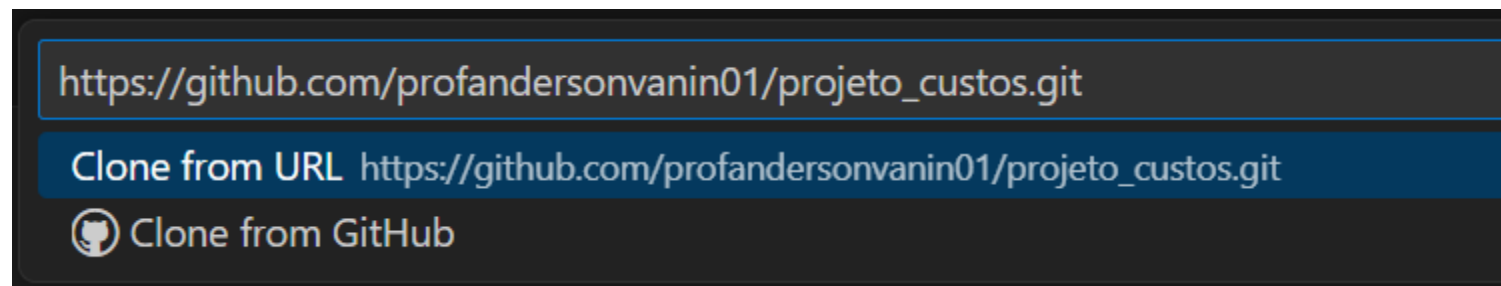 https://github.com/profandersonvanin01/projeto_custos.git
Clone from URL https://github.com/profandersonvanin01/projeto_custos.git
Clone from GitHub